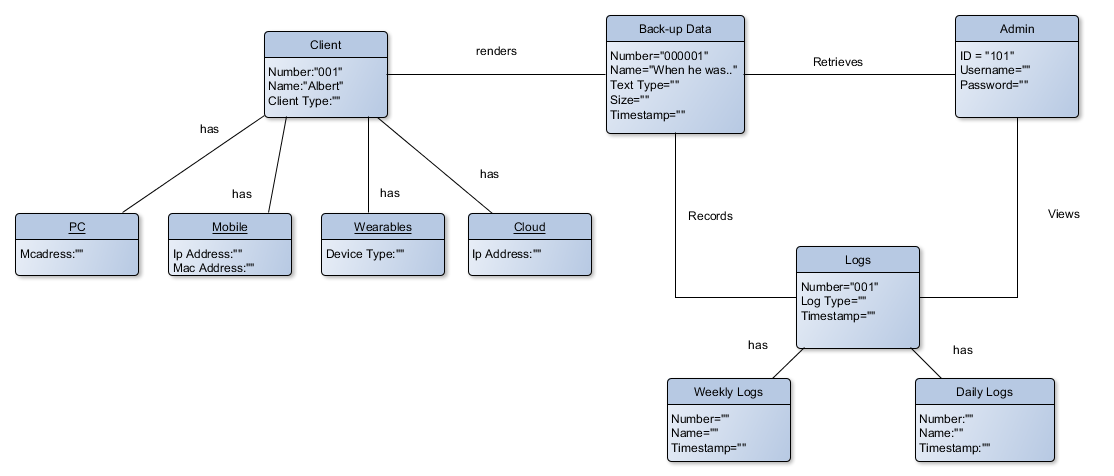 Client
Number:"001"
Name:"Albert"
Client Type:""
renders
Back-up Data
Number="000001"
Name="When he was.."
Text Type=""
Size=""
Timestamp=""
Retrieves
Admin
ID = "101"
Username=""
Password=""
has
has
has
has
PC
Mcadress:""
Mobile
Ip Address:""
Mac Address:""
Wearables
Device Type:""
Cloud
Ip Address:""
Records
Views
Logs
Number="001"
Log Type=""
Timestamp=""
has
has
Weekly Logs
Number=""
Name=""
Timestamp=""
Daily Logs
Number:""
Name:""
Timestamp:""